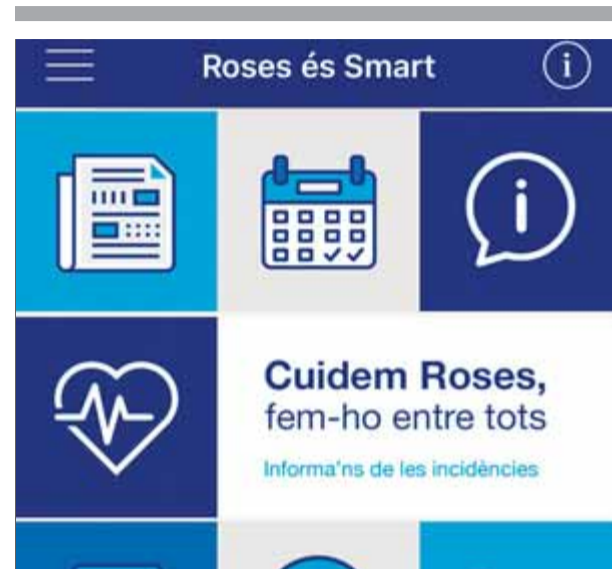 Roses és Smart
i
i
Cuidem Roses,
fem-ho entre tots
Informa'ns de les incidències